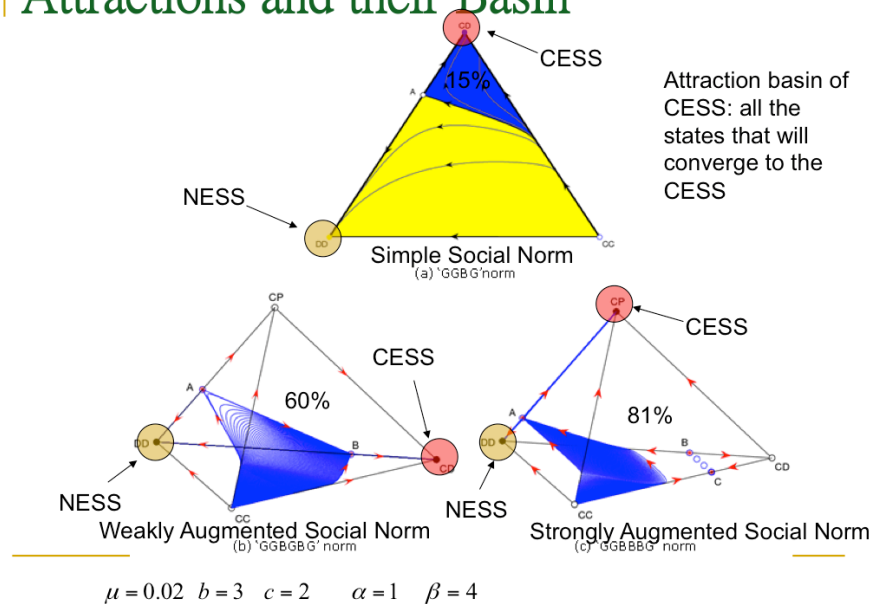 Attractions and their Basin
CD
CESS
15%
A
Attraction basin of
CESS: all the
states that will
converge to the
CESS
NESS
DD
CC
Simple Social Norm
(a) 'GGBG'norm
CP
CESS
A
60%
DD
B
CD
NESS
CC
Weakly Augmented Social Norm
(b) 'GGBGBG' norm
CP
CESS
A
81%
DD
B
CD
C
NESS
CC
Strongly Augmented Social Norm
(c) 'GGBBBG' norm
μ = 0.02 b = 3 c = 2 α = 1 β = 4